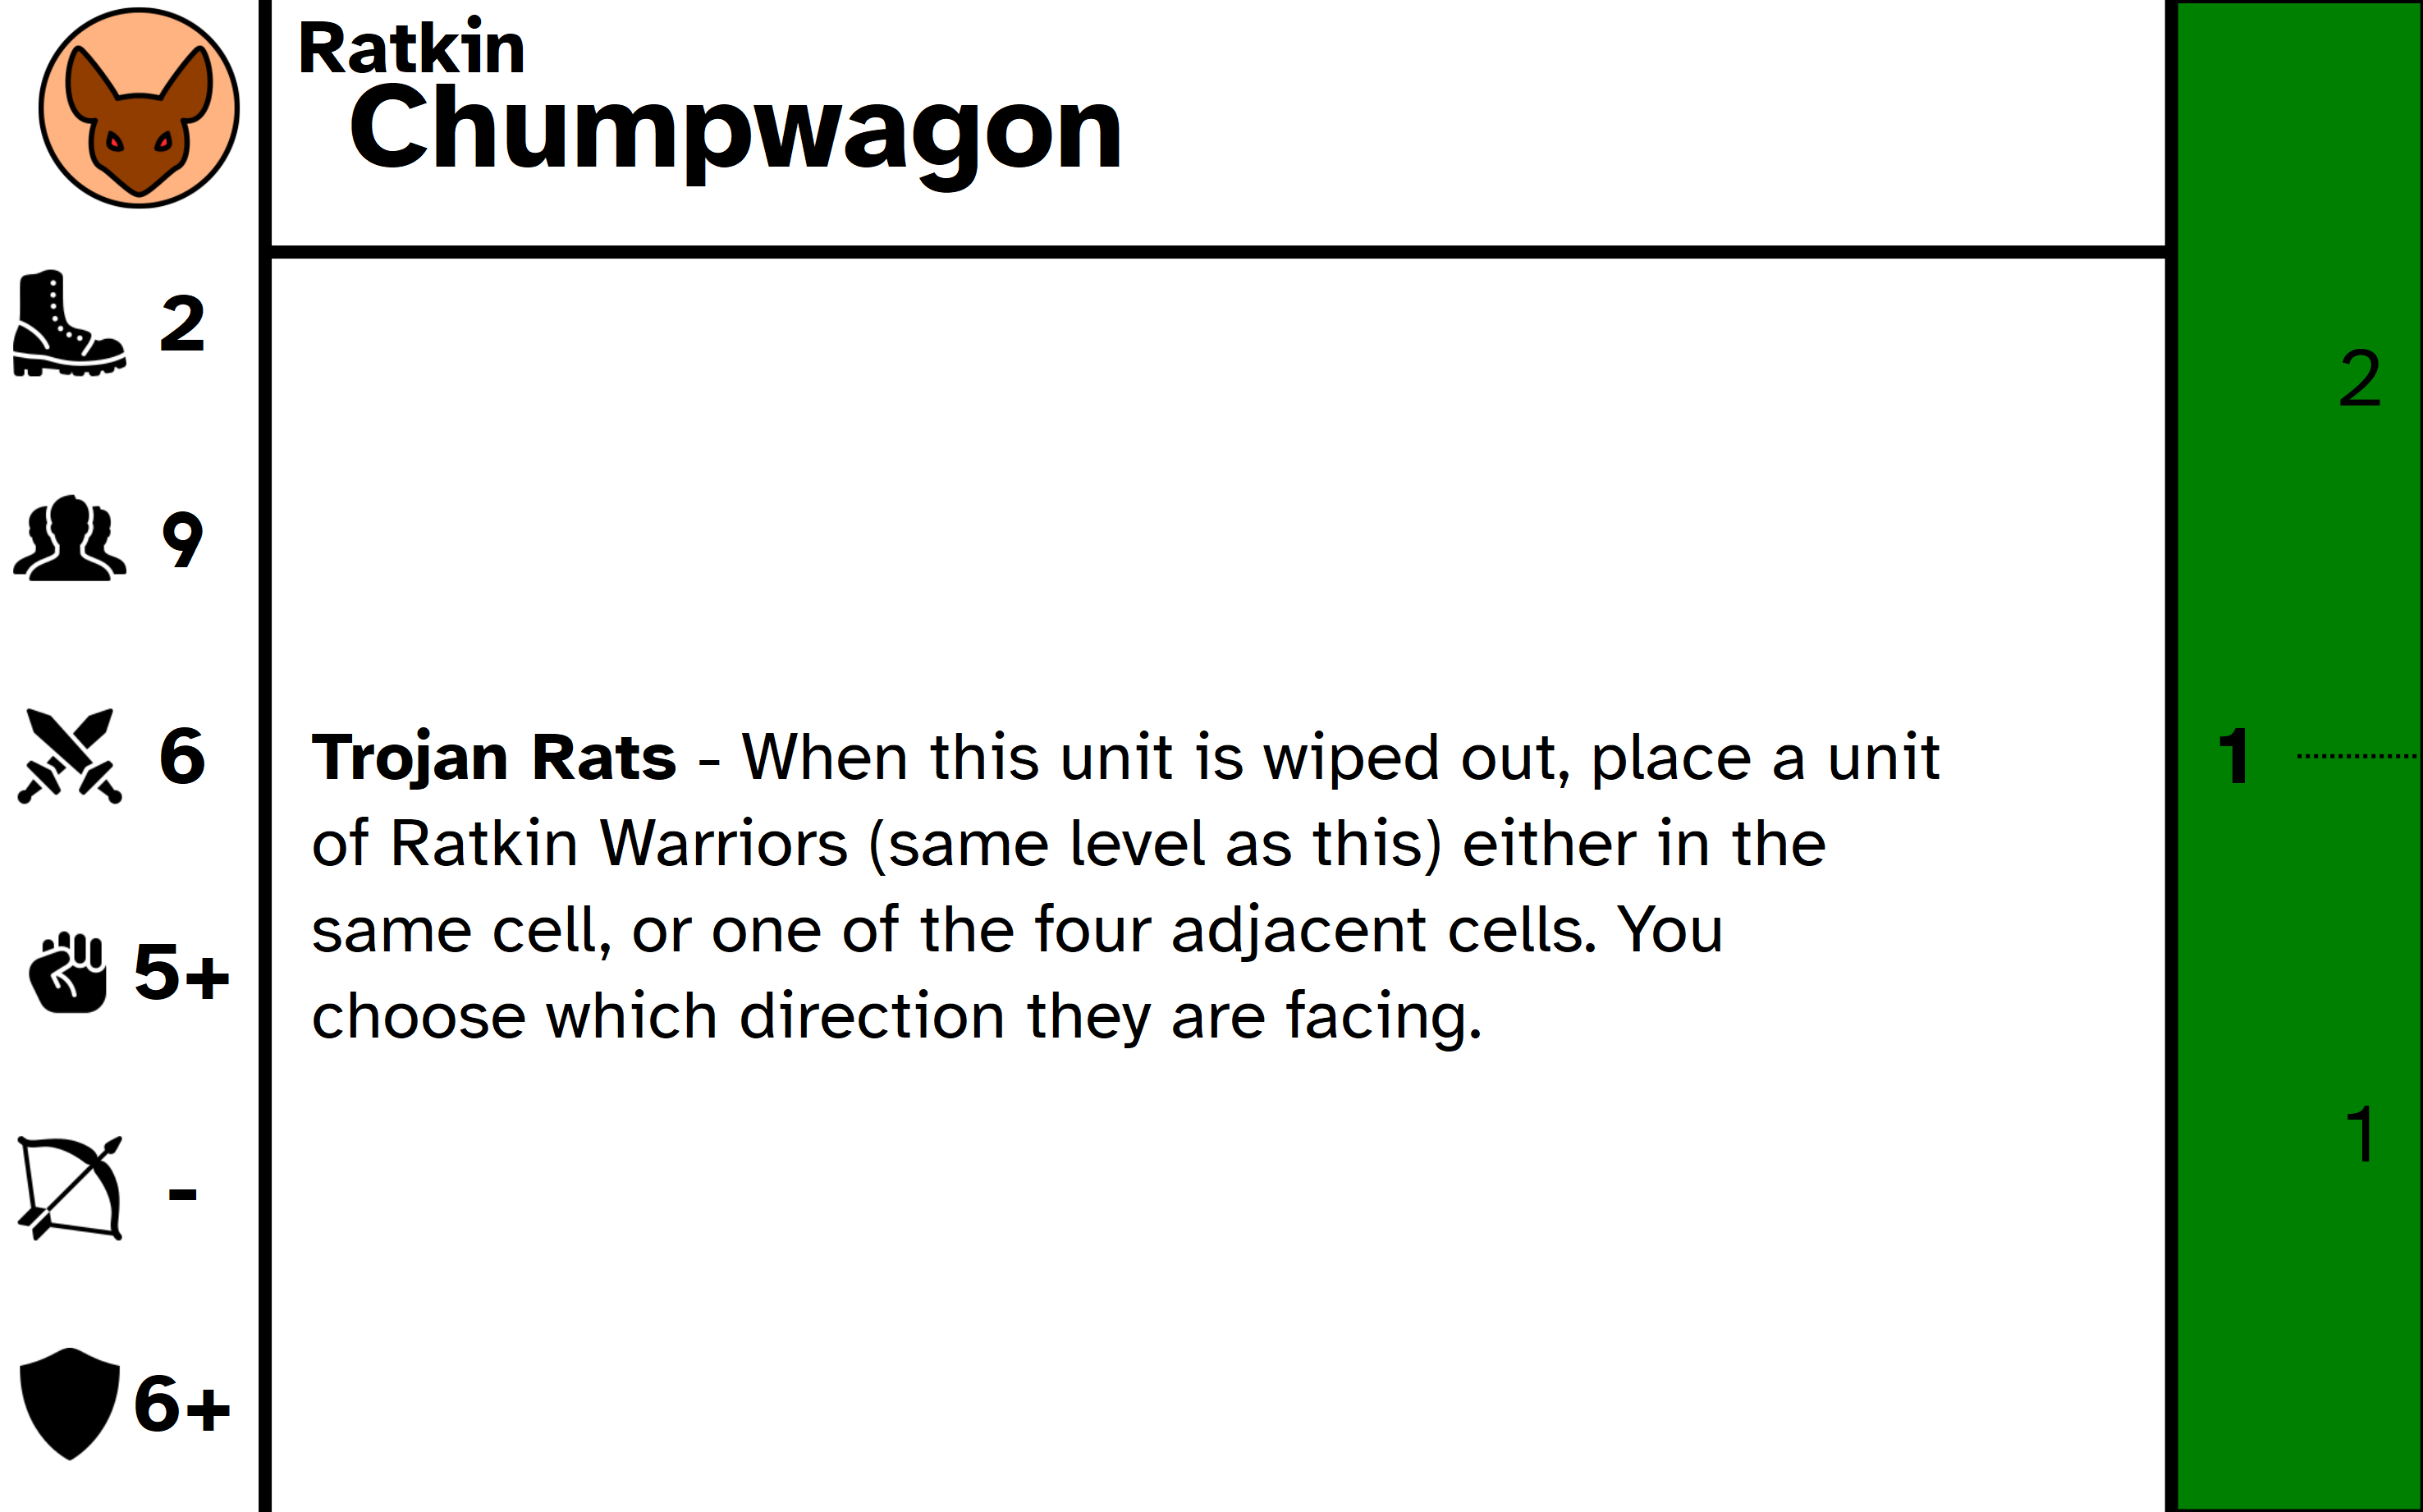 Ratkin
Chumpwagon
2
9
6
5+
-
6+
Trojan Rats - When this unit is wiped out, place a unit
of Ratkin Warriors (same level as this) either in the
same cell, or one of the four adjacent cells. You
choose which direction they are facing.
2
1
1